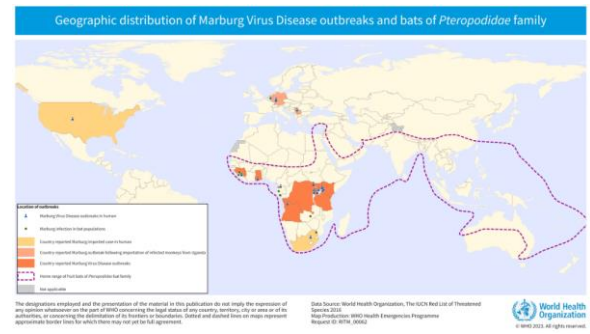 Geographic distribution of Marburg Virus Disease outbreaks and bats of Pteropodidae family
Location of outbreaks
Marburg Virus Disease outbreaks in human
Marburg infection in bat populations
Country reported Marburg imported case in human
Country reported Marburg outbreak following importation of infected monkeys from Uganda
Country reported Marburg Virus Disease outbreaks
Home range of fruit bats of Pteropodidae bat family
Not applicable
The designations employed and the presentation of the material in this publication do not imply the expression of
any opinion whatsoever on the part of WHO concerning the legal status of any country, territory, city or area or of its
authorities, or concerning the delimitation of its frontiers or boundaries. Dotted and dashed lines on maps represent
approximate border lines for which there may not yet be full agreement.
Data Source: World Health Organization, The IUCN Red List of Threatened
Species 2016
Map Production: WHO Health Emergencies Programme
Request ID:
World Health
Organization
© WHO 2023. All rights reserved.